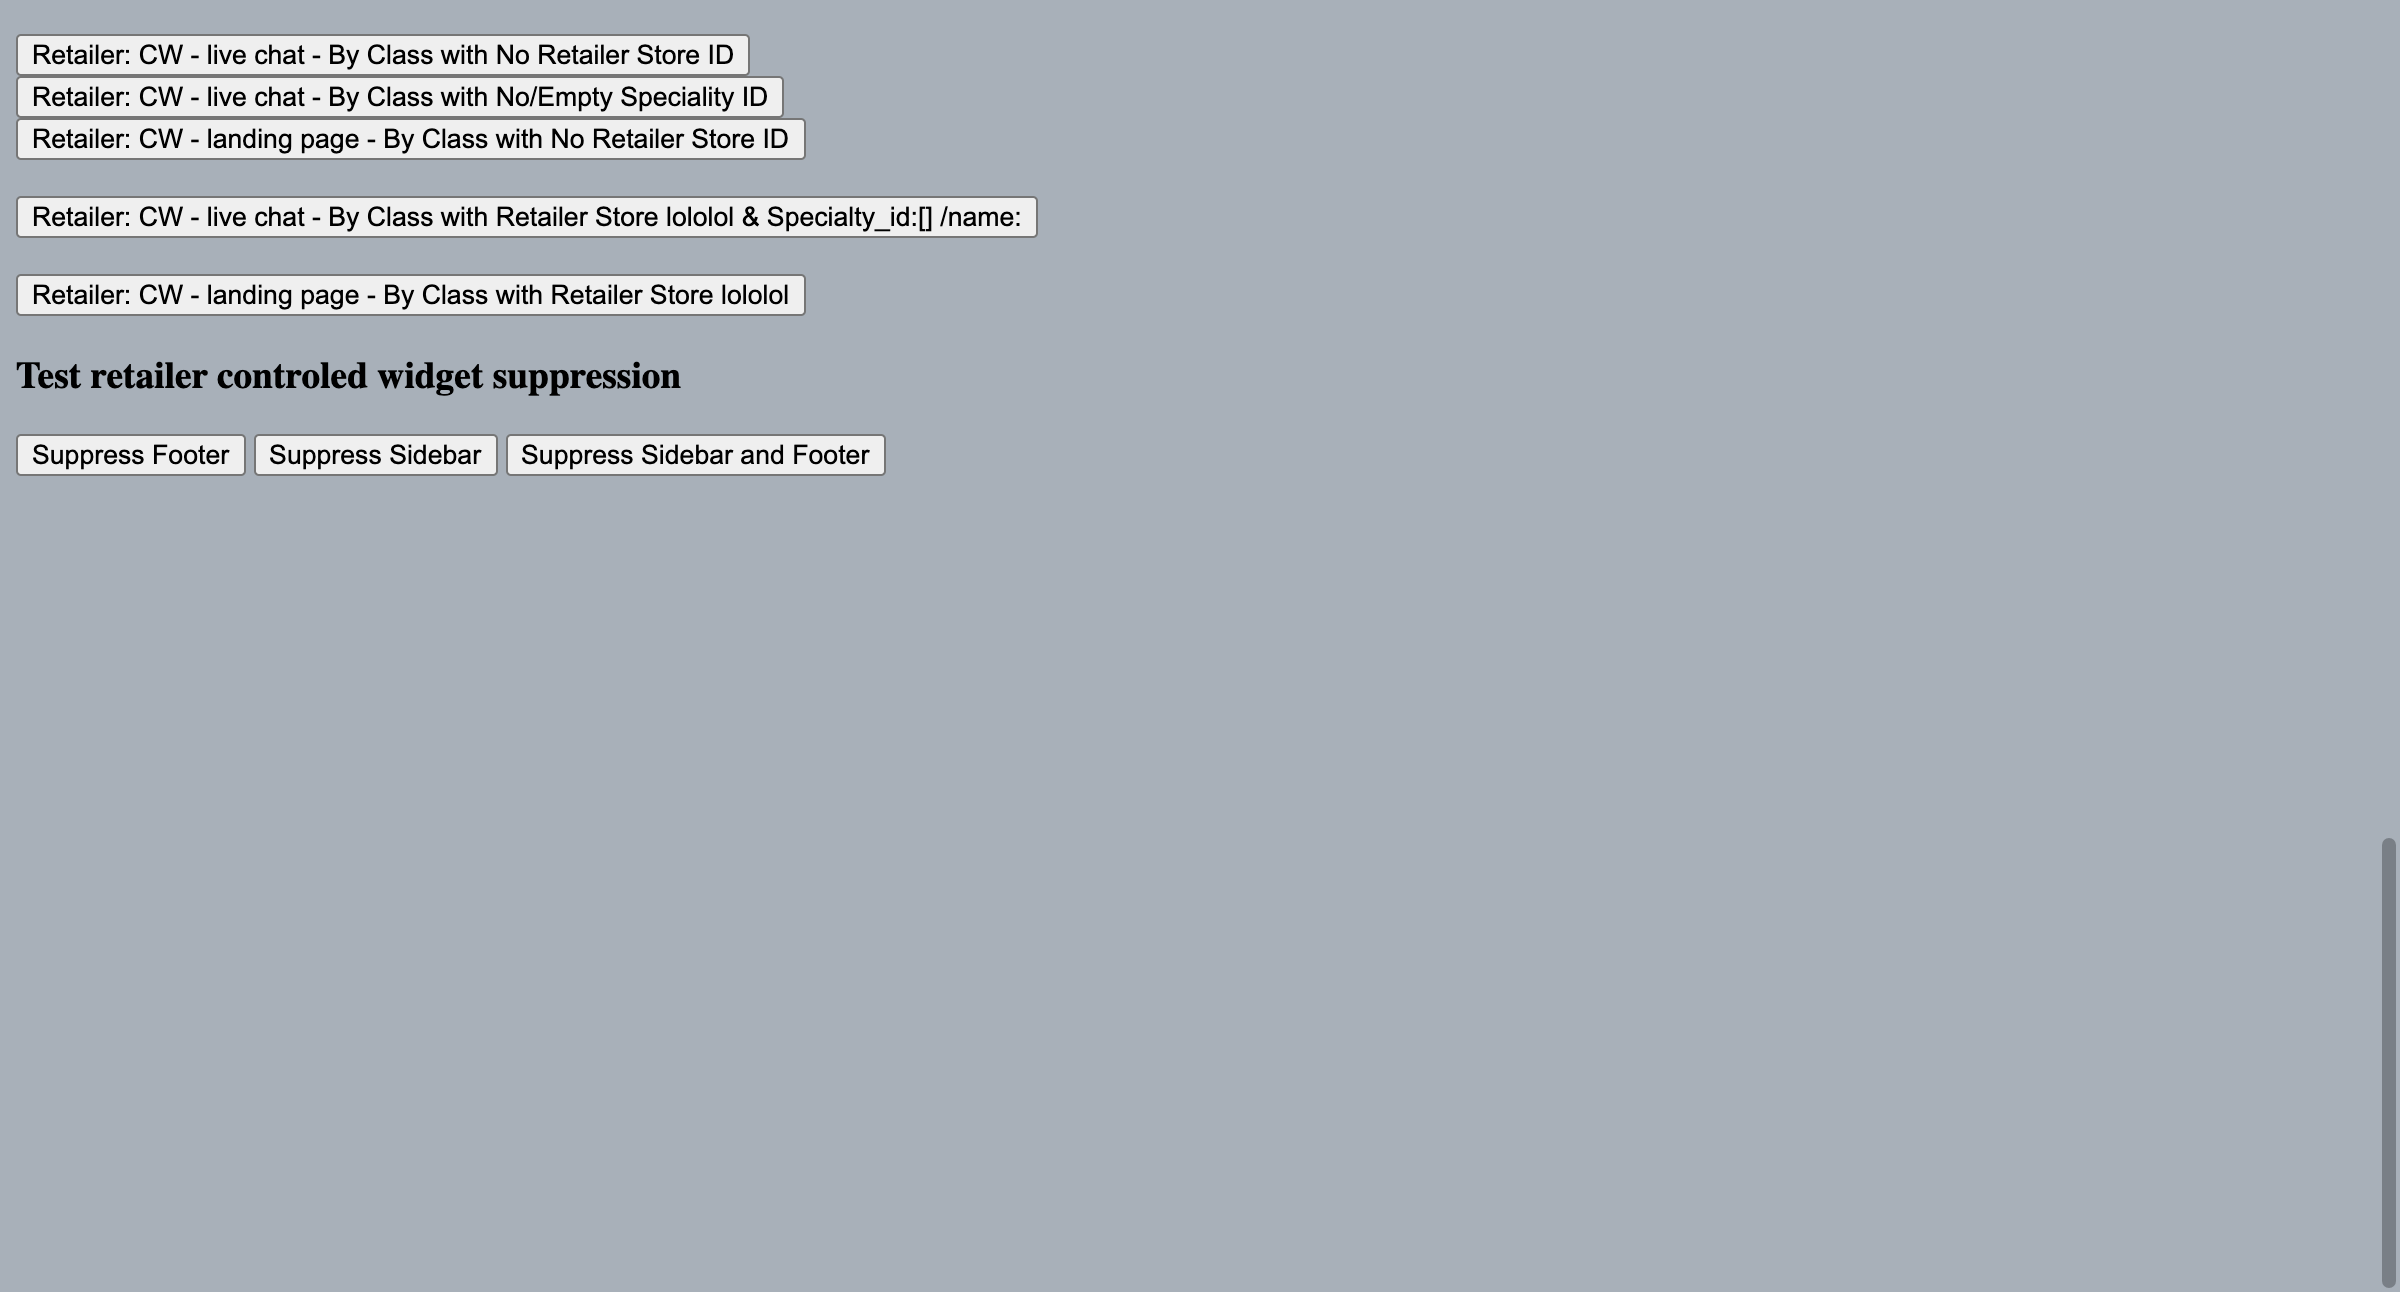 Retailer: CW - live chat - By Class with No Retailer Store ID
Retailer: CW - live chat - By Class with No/Empty Speciality ID
Retailer: CW - landing page - By Class with No Retailer Store ID
Retailer: CW - live chat - By Class with Retailer Store lololol & Specialty_id:[] /name:
Retailer: CW - landing page - By Class with Retailer Store lololol
Test retailer controled widget suppression
Suppress Footer Suppress Sidebar Suppress Sidebar and Footer